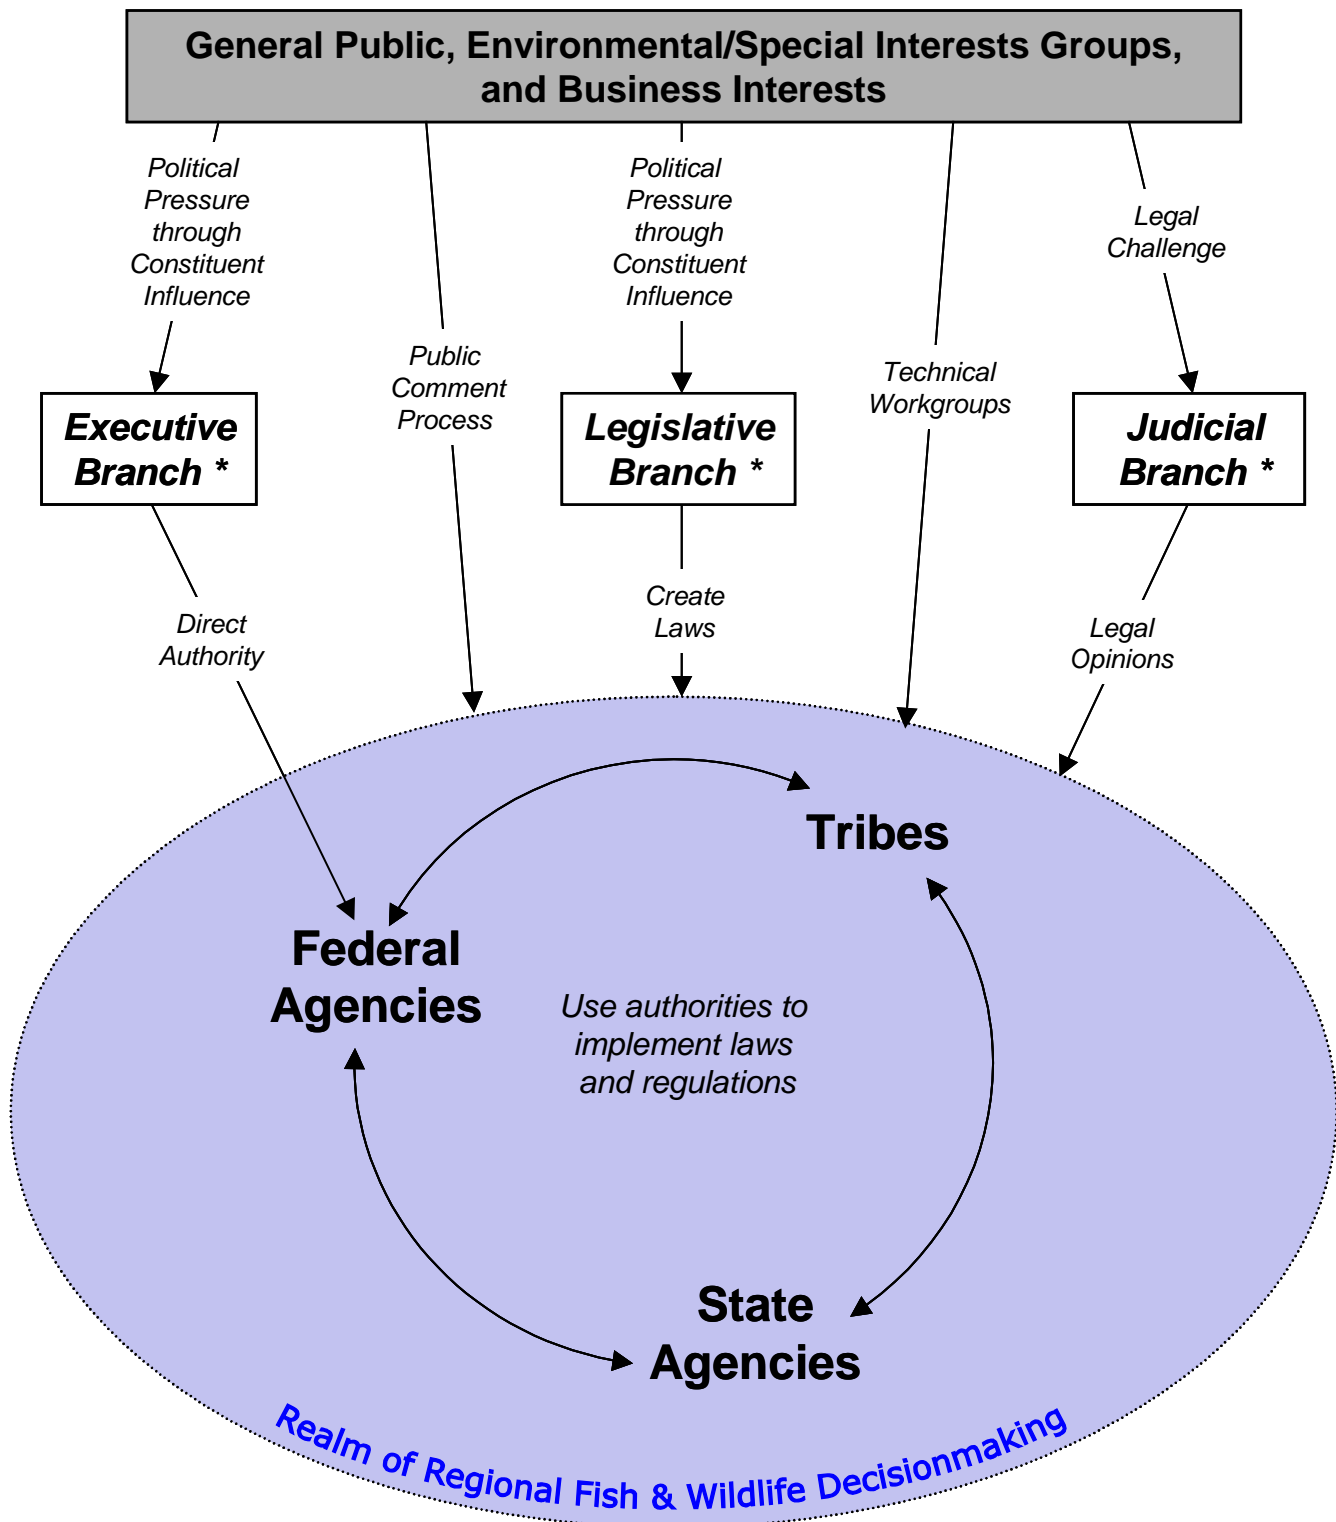 General Public, Environmental/Special Interests Groups,
and Business Interests
Political
Pressure
through
Constituent
Influence
Public
Comment
Process
Political
Pressure
through
Constituent
Influence
Technical
Workgroups
Legal
Challenge
Executive
Branch *
Legislative
Branch *
Judicial
Branch *
Direct
Authority
Create
Laws
Legal
Opinions
Tribes
Federal
Agencies
Use authorities to
implement laws
and regulations
State
Agencies
Realm of Regional Fish & Wildlife Decisionmaking